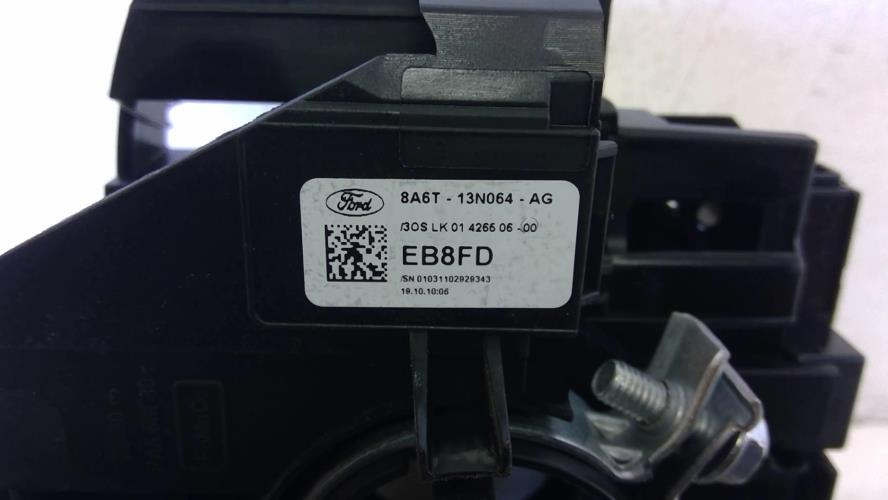 Ford
8A6T - 13N064 - AG
/3OS LK 01 4266 06 - 00
EB8FD
/SN 01031102929343
19.10.10:06